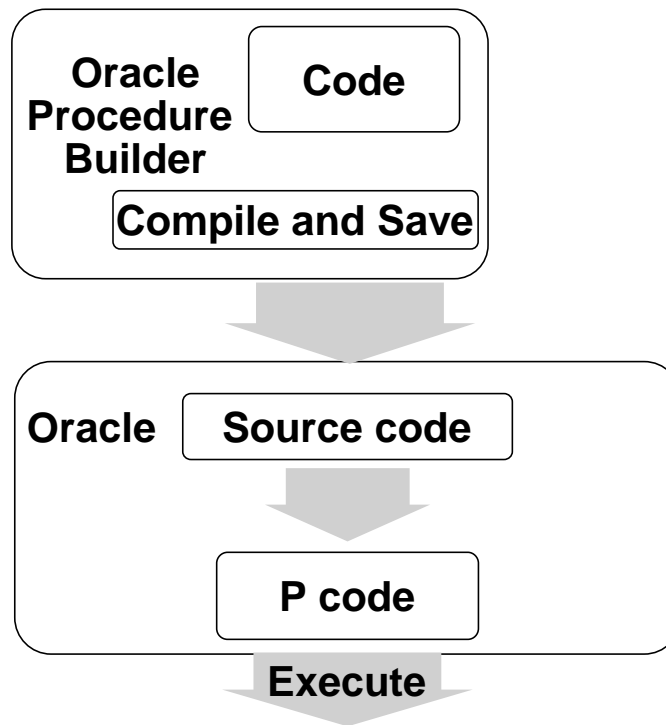 Oracle
Procedure
Builder
Code
Compile and Save
Oracle
Source code
P code
Execute